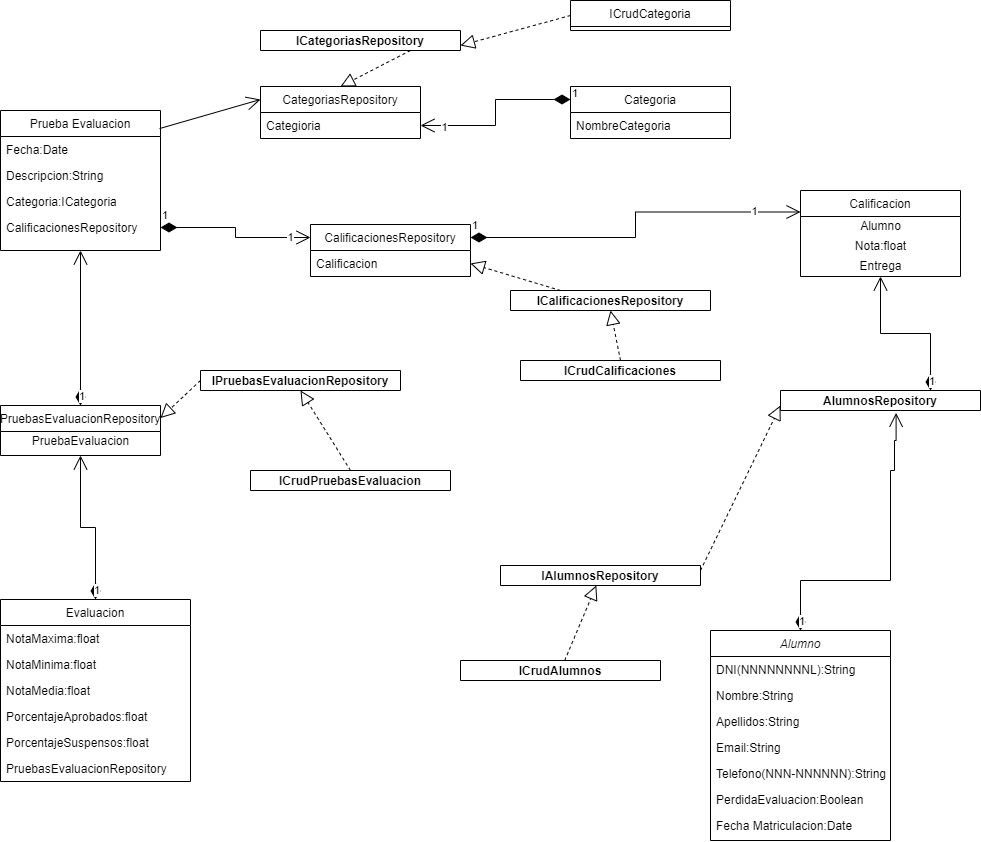 ICrudCategoria
ICategoriasRepository
CategoriasRepository
Categioria
1
Categoria
NombreCategoria
1
Prueba Evaluacion
Fecha:Date
Descripcion:String
Categoria:ICategoria
CalificacionesRepository
1
1
CalificacionesRepository
Calificacion
1
1
Calificacion
Alumno
Nota:float
Entrega
ICalificacionesRepository
ICrudCalificaciones
IPruebasEvaluacionRepository
1
PruebasEvaluacionRepository
PruebaEvaluacion
ICrudPruebasEvaluacion
1
AlumnosRepository
IAlumnosRepository
ICrudAlumnos
1
Evaluacion
NotaMaxima:float
NotaMinima:float
NotaMedia:float
PorcentajeAprobados:float
PorcentajeSuspensos:float
PruebasEvaluacionRepository
1
Alumno
DNI(NNNNNNNNL):String
Nombre:String
Apellidos:String
Email:String
Telefono(NNN-NNNNNN):String
PerdidaEvaluacion:Boolean
Fecha Matriculacion:Date